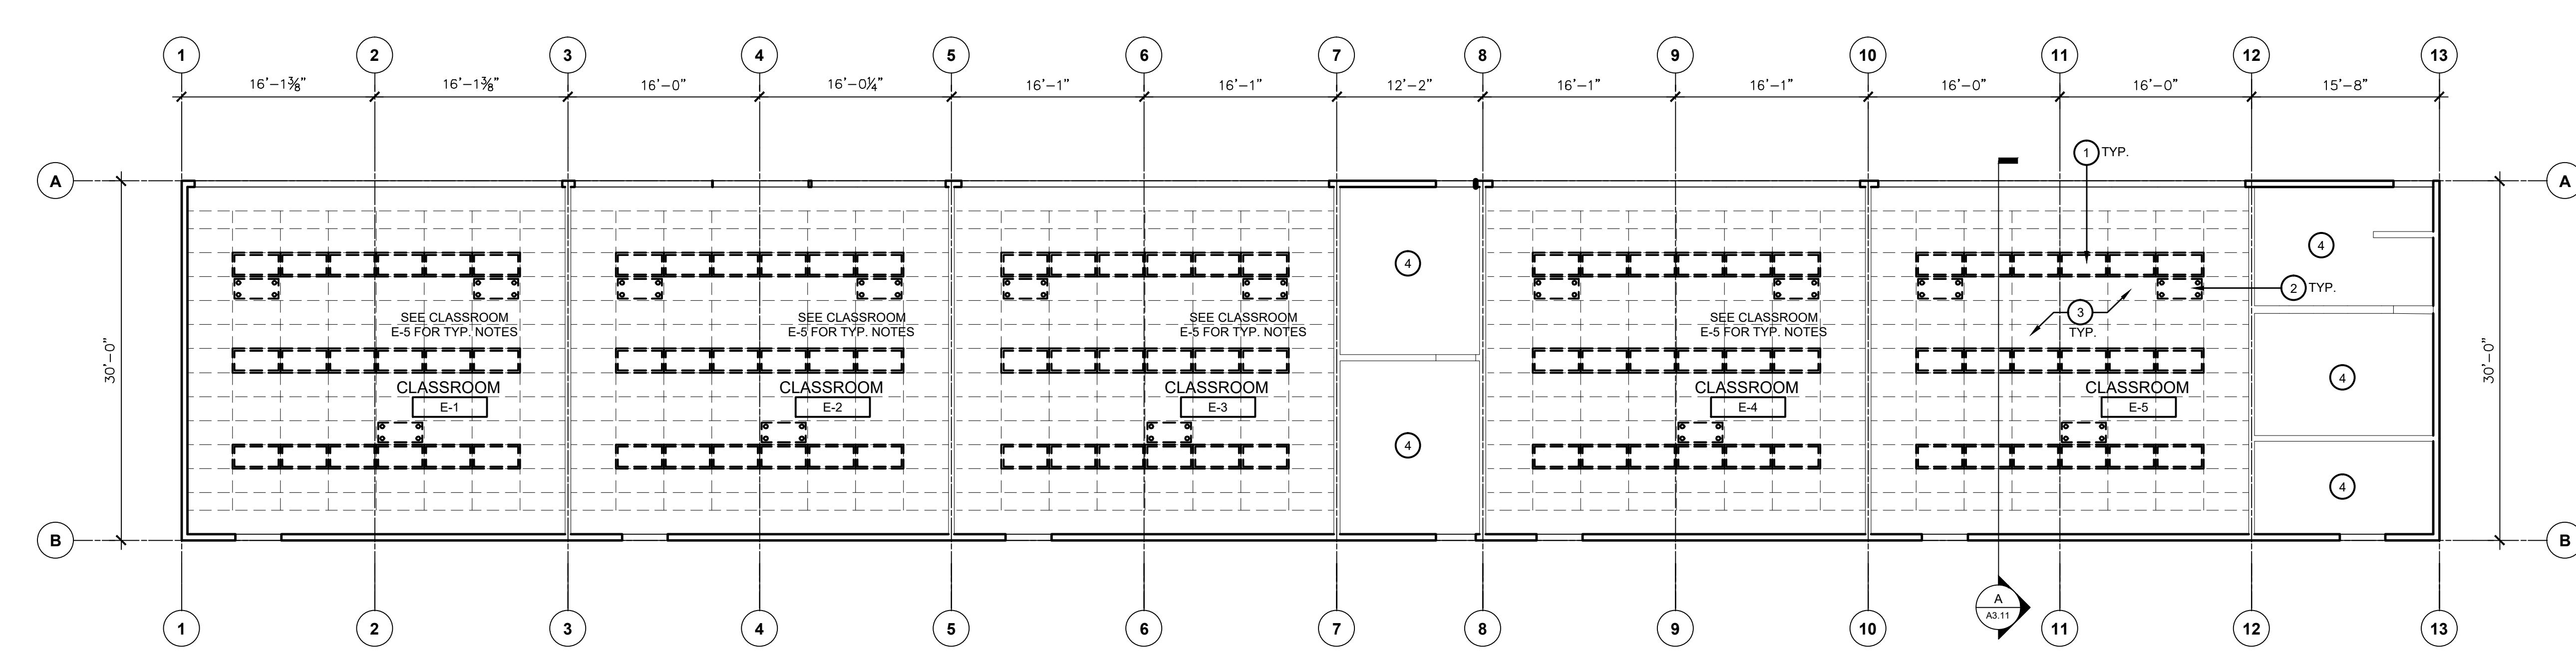 1 2 3 4 5 6 7 8 9 10 11 12 13
16'-1⅜" 16'-1⅜" 16'-0" 16'-0¼" 16'-1" 16'-1" 12'-2" 16'-1" 16'-1" 16'-0" 16'-0" 15'-8"
1 TYP.
A A
4
4
2 TYP.
3
TYP.
SEE CLASSROOM
E-5 FOR TYP. NOTES
SEE CLASSROOM
E-5 FOR TYP. NOTES
SEE CLASSROOM
E-5 FOR TYP. NOTES
SEE CLASSROOM
E-5 FOR TYP. NOTES
30'-0" 30'-0"
4
CLASSROOM
E-1
CLASSROOM
E-2
CLASSROOM
E-3
CLASSROOM
E-4
CLASSROOM
E-5
4
4
B B
A
A3.11
1 2 3 4 5 6 7 8 9 10 11 12 13